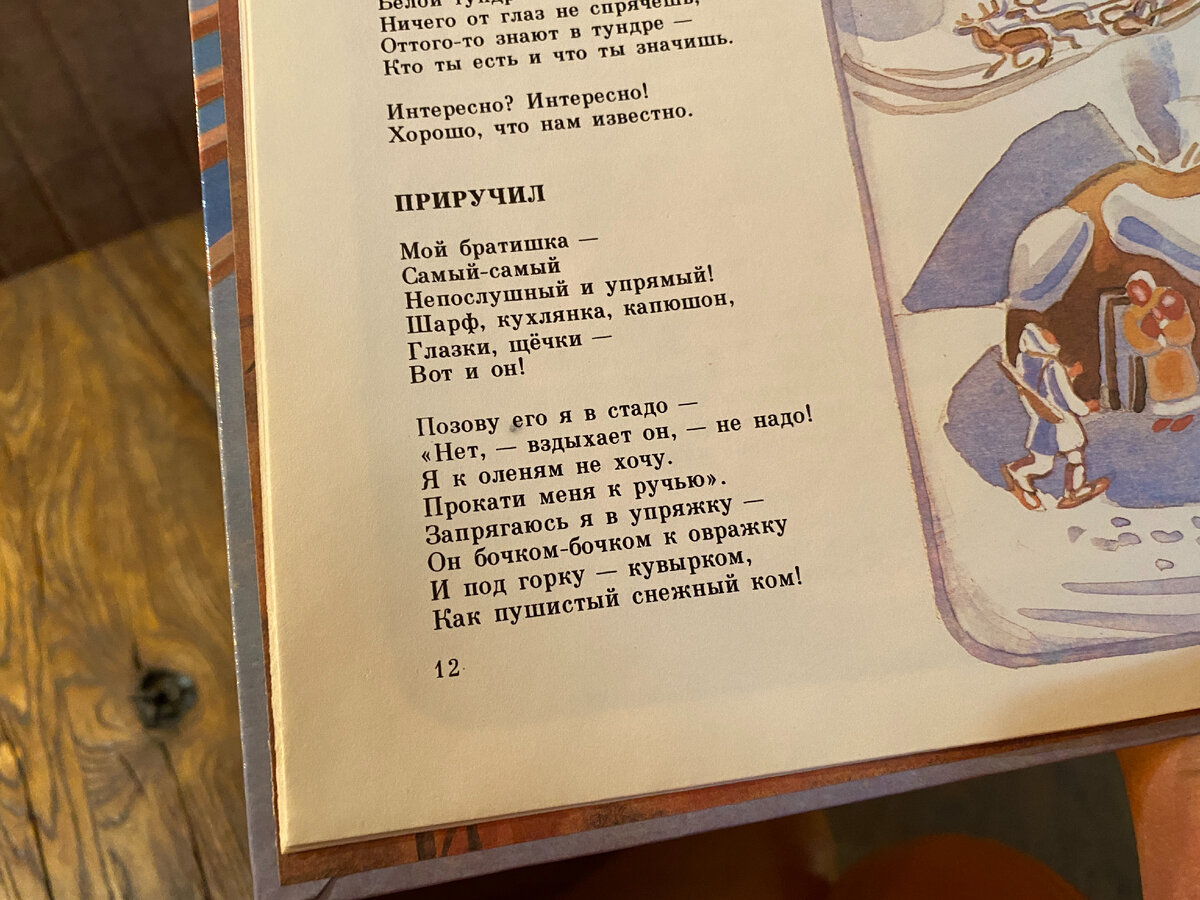 Белой тундре
Ничего от глаз не спрячешь,
Оттого-то знают в тундре —
Кто ты есть и что ты значишь.
Интересно? Интересно!
Хорошо, что нам известно.
ПРИРУЧИЛ
Мой братишка —
Самый-самый
Непослушный и упрямый!
Шарф, кухлянка, капюшон,
Глазки, щёчки —
Вот и он!
Позову его я в стадо —
«Нет, — вздыхает он, — не надо!
Я к оленям не хочу.
Прокати меня к ручью».
Запрягаюсь я в упряжку —
Он бочком-бочком к овражку
И под горку — кувырком,
Как пушистый снежный ком!
12